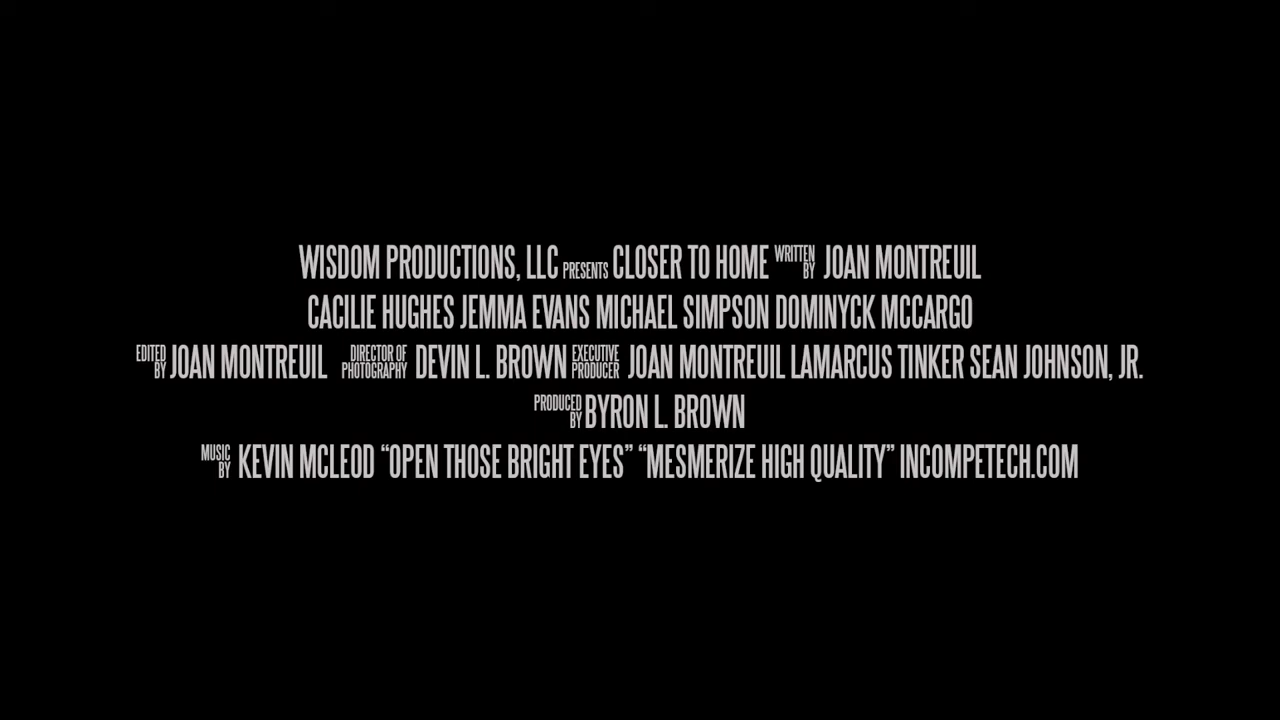 WISDOM PRODUCTIONS, LLC PRESENTS CLOSER TO HOME WRITTEN BY JOAN MONTREUIL
CACILIE HUGHES JEMMA EVANS MICHAEL SIMPSON DOMINYCK MCCARGO
EDITED BY JOAN MONTREUIL DIRECTOR OF PHOTOGRAPHY DEVIN L. BROWN EXECUTIVE PRODUCER JOAN MONTREUIL LAMARCUS TINKER SEAN JOHNSON, JR.
PRODUCED BY BYRON L. BROWN
MUSIC BY KEVIN MCLEOD “OPEN THOSE BRIGHT EYES” “MESMERIZE HIGH QUALITY” INCOMPETECH.COM